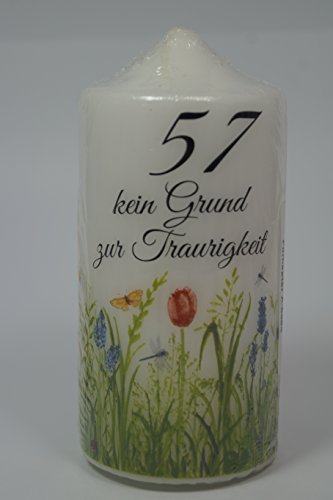 57
kein Grund
zur Traurigkeit